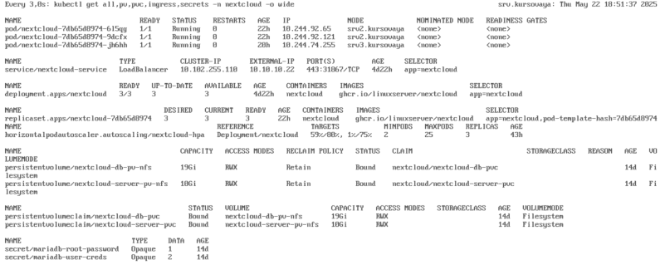 Every 3,0s: kubectl get all,pv,pvc,ingress,secrets -n nextcloud -o wide sru.kursovaya: Thu May 22 18:51:37 2025
NAME READY STATUS RESTARTS AGE IP NODE NOMINATED NODE READINESS GATES
pod/nextcloud-7db65d8974-615qg 1/1 Running 0 22h 10.244.92.65 sru2.kursovaya <none> <none>
pod/nextcloud-7db65d8974-9dcfx 1/1 Running 0 22h 10.244.92.121 sru2.kursovaya <none> <none>
pod/nextcloud-7db65d8974-jh6hh 1/1 Running 0 20h 10.244.74.255 sru3.kursovaya <none> <none>
NAME TYPE CLUSTER-IP EXTERNAL-IP PORT(S) AGE SELECTOR
service/nextcloud-service LoadBalancer 10.102.255.110 10.10.10.22 443:31067/TCP 4d22h app=nextcloud
NAME READY UP-TO-DATE AVAILABLE AGE CONTAINERS IMAGES SELECTOR
deployment.apps/nextcloud 3/3 3 3 4d22h nextcloud ghcr.io/linuxserver/nextcloud app=nextcloud
NAME DESIRED CURRENT READY AGE CONTAINERS IMAGES SELECTOR
replicaset.apps/nextcloud-7db65d8974 3 3 3 22h nextcloud ghcr.io/linuxserver/nextcloud app=nextcloud,pod-template-hash=7db65d8974
NAME REFERENCE TARGETS MINPODS MAXPODS REPLICAS AGE
horizontalpodautoscaler.autoscaling/nextcloud-hpa Deployment/nextcloud 59%/80%, 1%/75% 2 25 3 43h
NAME CAPACITY ACCESS MODES RECLAIM POLICY STATUS CLAIM STORAGECLASS REASON AGE VO
LUMEMODE
persistentvolume/nextcloud-db-pv-nfs 19Gi RWX Retain Bound nextcloud/nextcloud-db-pvc 14d Fi
lesystem
persistentvolume/nextcloud-server-pv-nfs 10Gi RWX Retain Bound nextcloud/nextcloud-server-pvc 14d Fi
lesystem
NAME STATUS VOLUME CAPACITY ACCESS MODES STORAGECLASS AGE VOLUMEMODE
persistentvolumeclaim/nextcloud-db-pvc Bound nextcloud-db-pv-nfs 19Gi RWX 14d Filesystem
persistentvolumeclaim/nextcloud-server-pvc Bound nextcloud-server-pv-nfs 10Gi RWX 14d Filesystem
NAME TYPE DATA AGE
secret/mariadb-root-password Opaque 1 14d
secret/mariadb-user-creds Opaque 2 14d